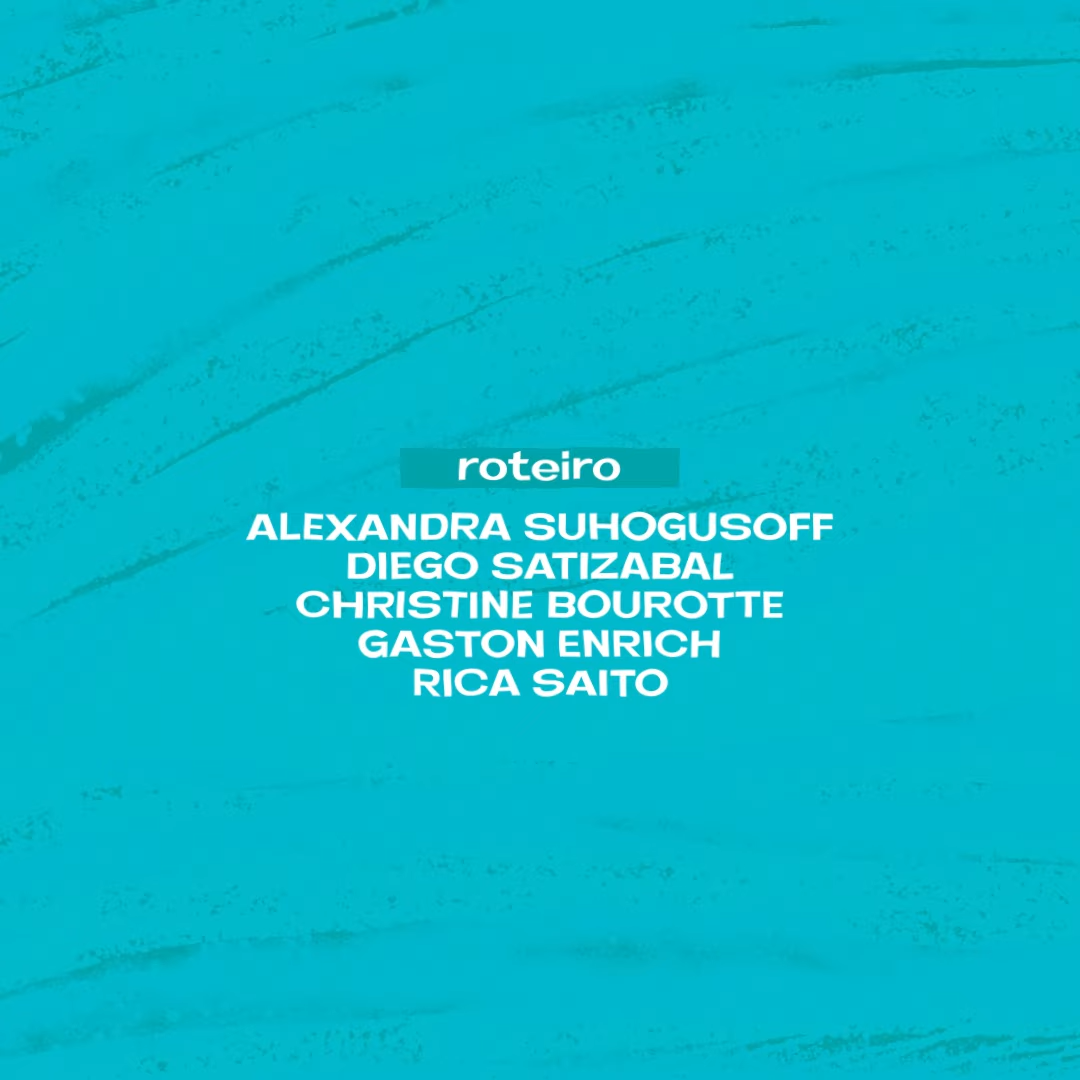 roteiro
ALEXANDRA SUHOGUSOFF
DIEGO SATIZABAL
CHRISTINE BOUROTTE
GASTON ENRICH
RICA SAITO